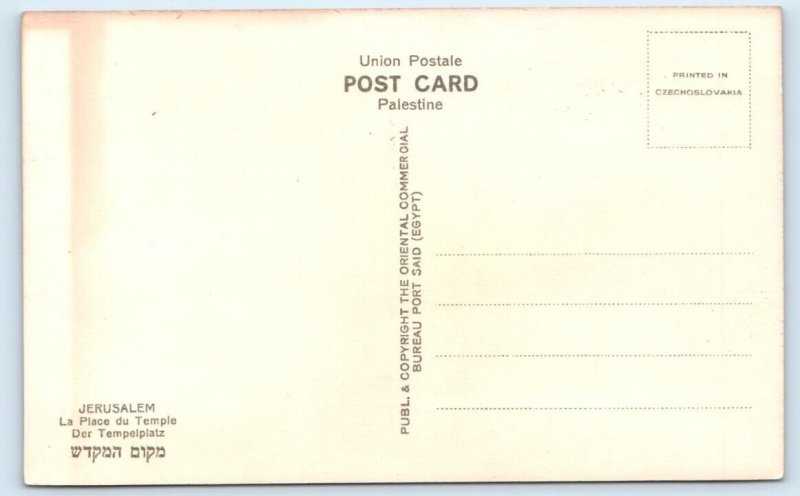 Union Postale
POST CARD
Palestine
PRINTED IN
CZECHOSLOVAKIA
PUBL. & COPYRIGHT THE ORIENTAL COMMERCIAL
BUREAU PORT SAID (EGYPT)
JERUSALEM
La Place du Temple
Der Tempelplatz
מקום המקדש